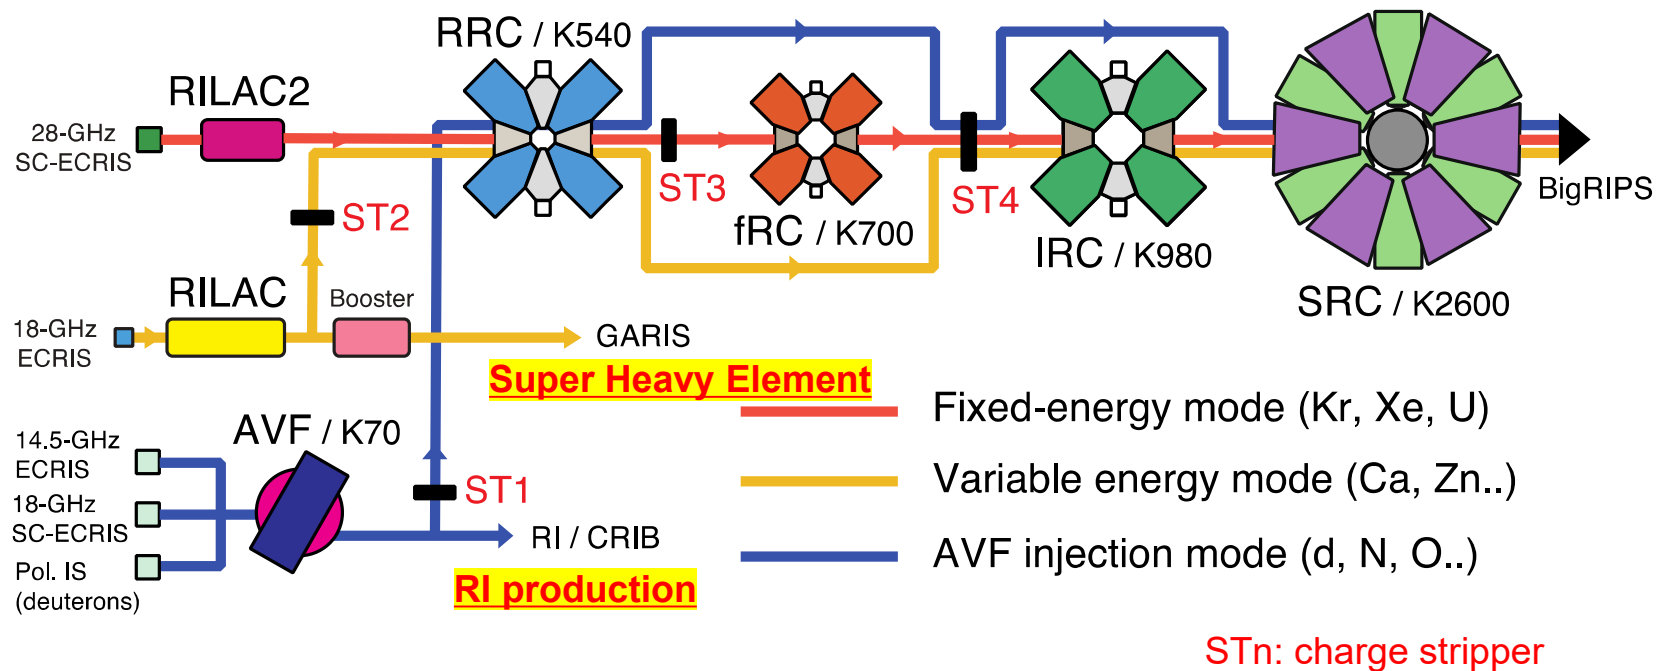 RRC / K540
RILAC2
28-GHz
SC-ECRIS
ST3
ST4
BigRIPS
ST2
fRC / K700
IRC / K980
SRC / K2600
RILAC
Booster
18-GHz
ECRIS
GARIS
Super Heavy Element
Fixed-energy mode (Kr, Xe, U)
14.5-GHz
ECRIS
AVF / K70
Variable energy mode (Ca, Zn..)
ST1
18-GHz
SC-ECRIS
RI / CRIB
AVF injection mode (d, N, O..)
Pol. IS
(deuterons)
RI production
STn: charge stripper